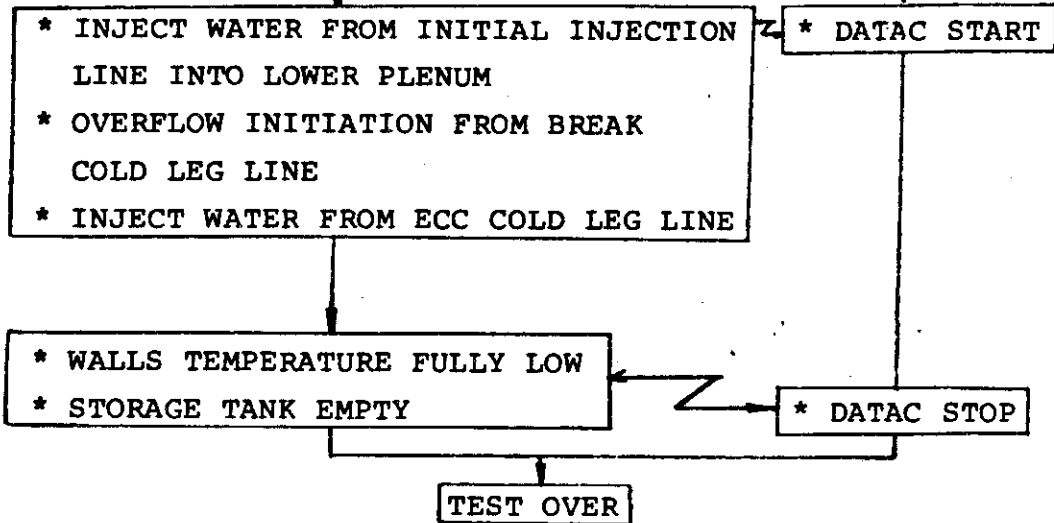 * INJECT WATER FROM INITIAL INJECTION
LINE INTO LOWER PLENUM
* OVERFLOW INITIATION FROM BREAK
COLD LEG LINE
* INJECT WATER FROM ECC COLD LEG LINE
* DATAC START
* WALLS TEMPERATURE FULLY LOW
* STORAGE TANK EMPTY
* DATAC STOP
TEST OVER